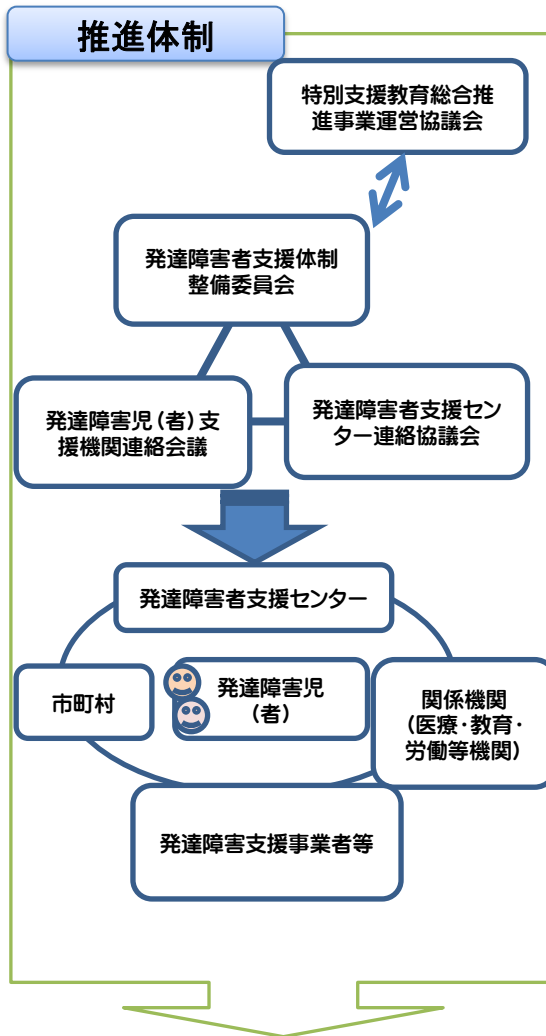 推進体制
特別支援教育総合推
進事業運営協議会
発達障害者支援体制
整備委員会
発達障害児(者)支
援機関連絡会議
発達障害者支援セン
ター連絡協議会
発達障害者支援センター
市町村
発達障害児
(者)
関係機関
(医療・教育・
労働等機関)
発達障害支援事業者等